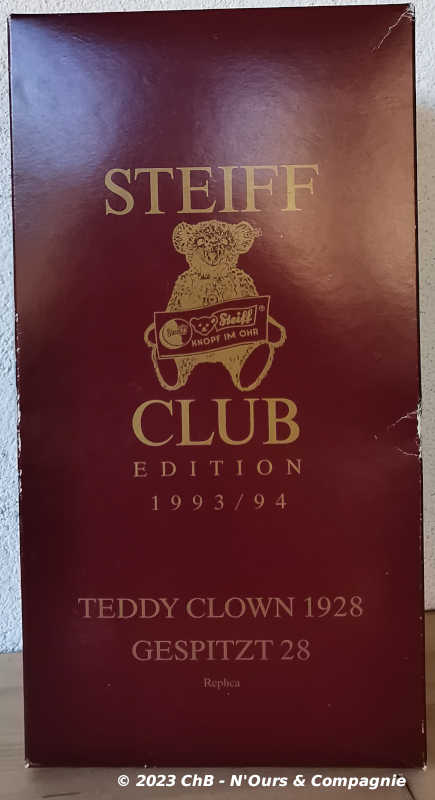 STEIFF
Steiff
Steiff ®
KNOPF IM OHR
CLUB
EDITION
1993/94
TEDDY CLOWN 1928
GESPITZT 28
Replica
© 2023 ChB - N'Ours & Compagnie